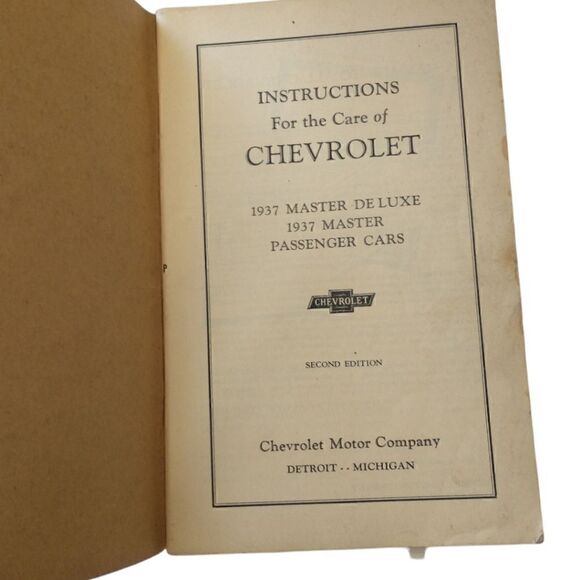 INSTRUCTIONS
For the Care of
CHEVROLET
1937 MASTER DE LUXE
1937 MASTER
PASSENGER CARS
CHEVROLET
SECOND EDITION
Chevrolet Motor Company
DETROIT - - MICHIGAN